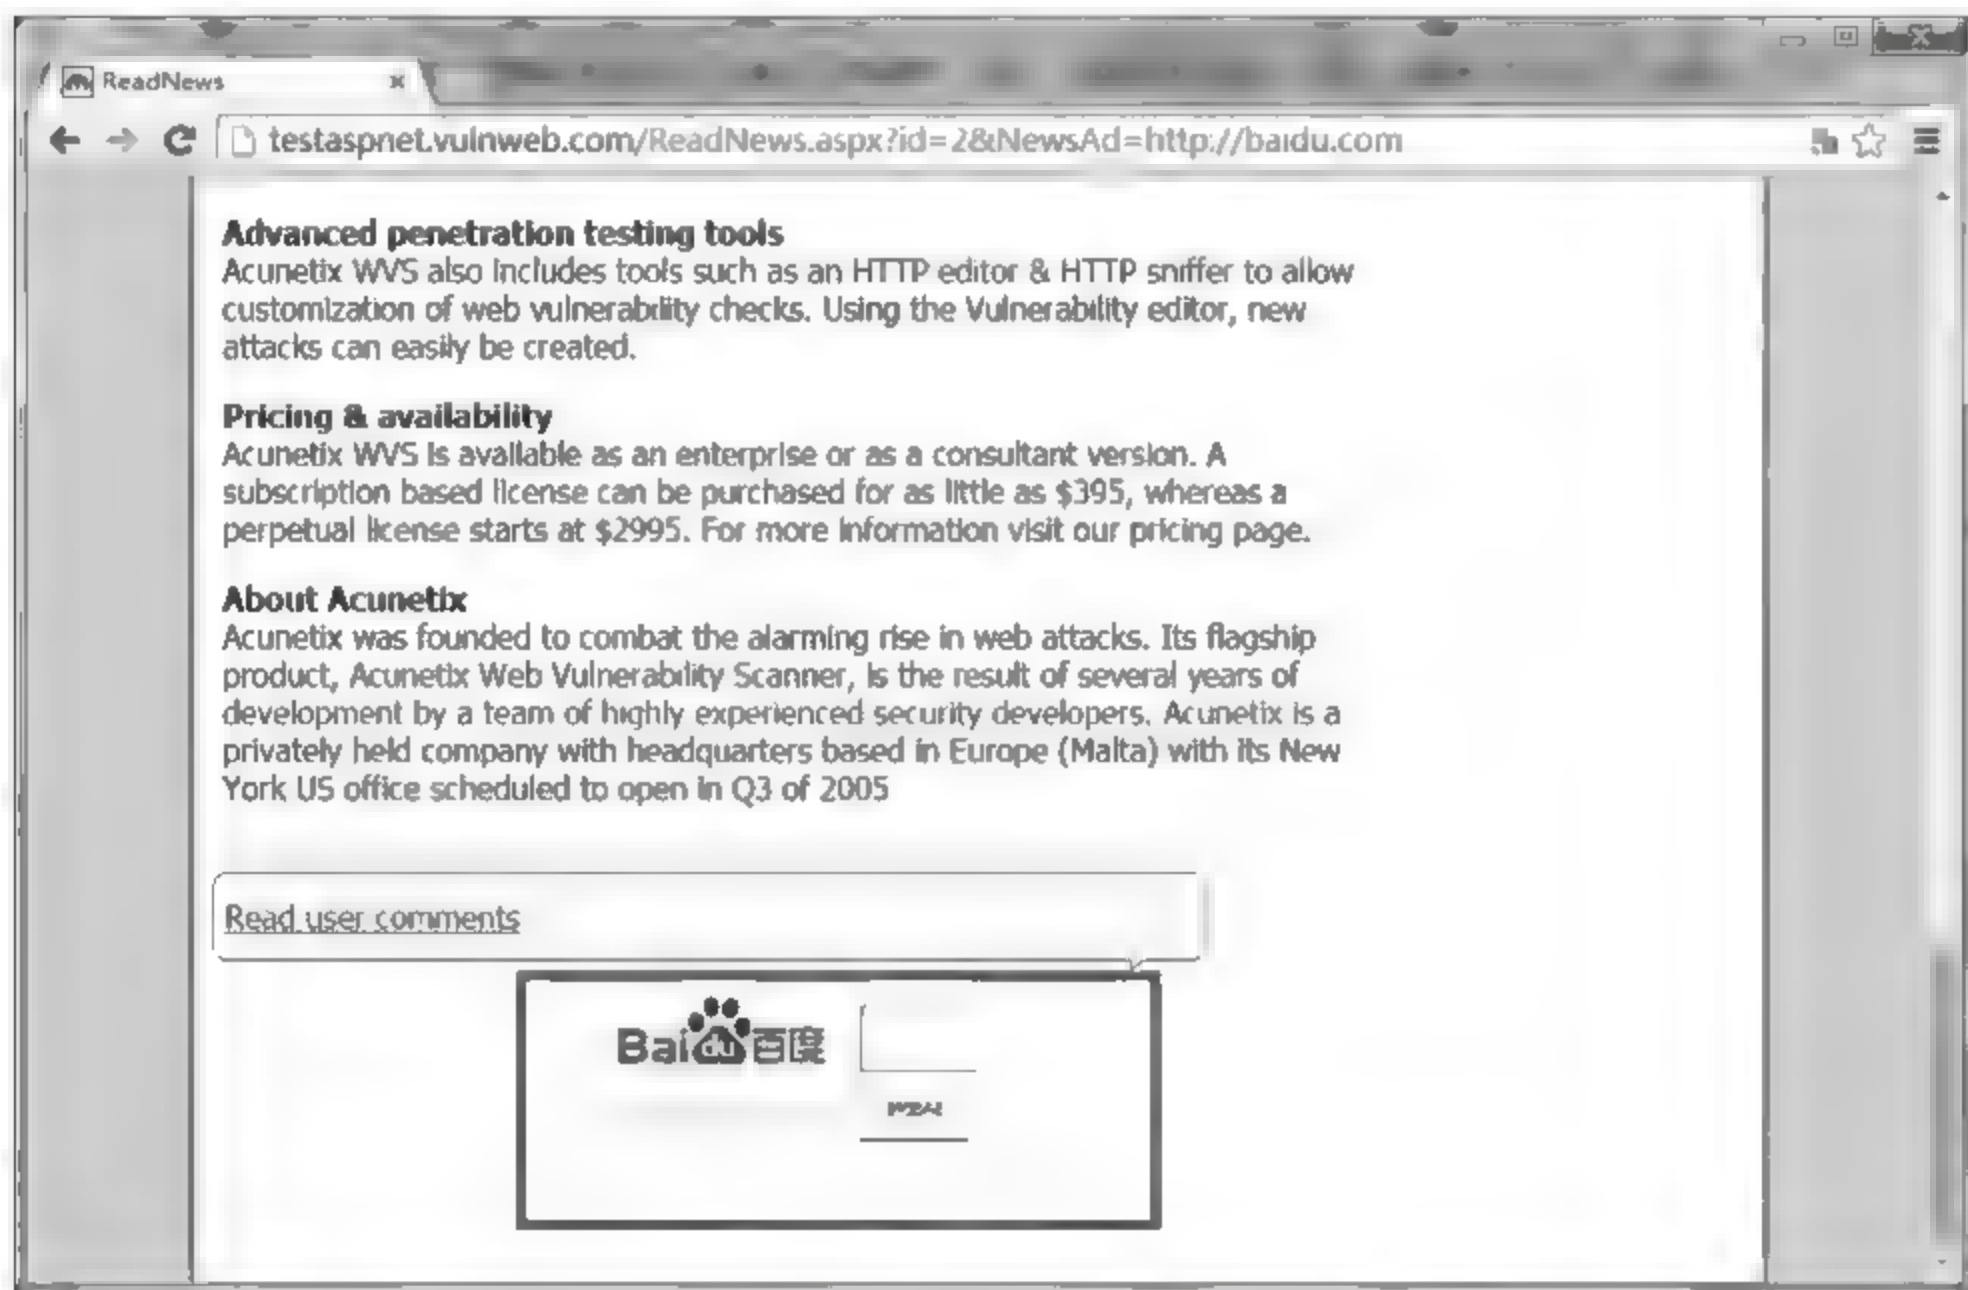 ReadNews
testaspnet.vulnweb.com/ReadNews.aspx?id=2&NewsAd=http://baidu.com
Advanced penetration testing tools
Acunetix WVS also includes tools such as an HTTP editor & HTTP sniffer to allow
customization of web vulnerability checks. Using the Vulnerability editor, new
attacks can easily be created.
Pricing & availability
Acunetix WVS is available as an enterprise or as a consultant version. A
subscription based license can be purchased for as little as $395, whereas a
perpetual license starts at $2995. For more information visit our pricing page.
About Acunetix
Acunetix was founded to combat the alarming rise in web attacks. Its flagship
product, Acunetix Web Vulnerability Scanner, is the result of several years of
development by a team of highly experienced security developers. Acunetix is a
privately held company with headquarters based in Europe (Malta) with its New
York US office scheduled to open in Q3 of 2005
Read user comments
Baidu百度